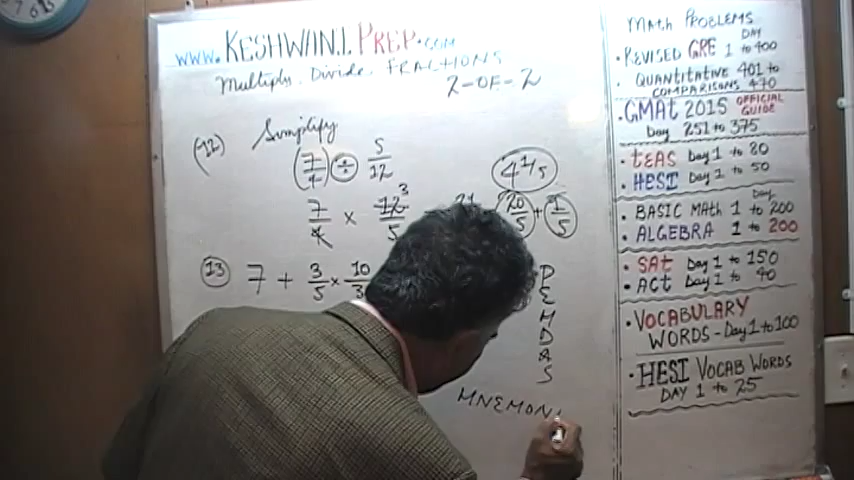 www.KESHWANI PREP.com
Multiply, Divide FRACTIONS
2-OF-2
(12) Simplify
(7/4) ÷ 5/12
4 1/5
7/4 × 12/5 3
21 20/5 + 1/5
(13) 7 + 3/5 × 10/3
P
E
M
D
A
S
MNEMON
MATH PROBLEMS
• REVISED GRE DAY 1 to 400
• QUANTITATIVE 401 to
COMPARISONS 470
• GMAT 2015 OFFICIAL GUIDE
Day 251 to 375
• TEAS Day 1 to 80
• HESI Day 1 to 50
Day
• BASIC MATH 1 to 200
• ALGEBRA 1 to 200
• SAT Day 1 to 150
• ACT Day 1 to 40
• VOCABULARY
WORDS - Day 1 to 100
• HESI VOCAB WORDS
DAY 1 to 25